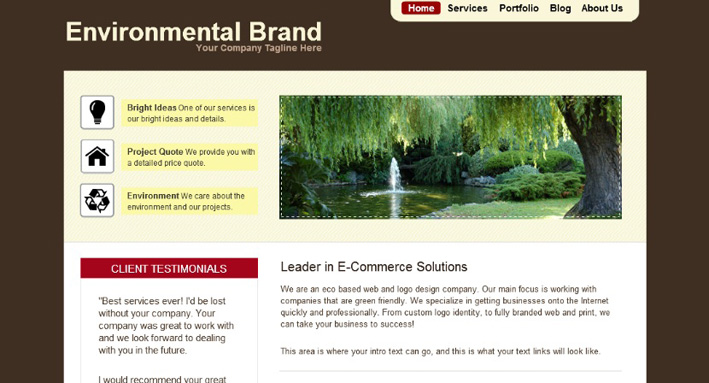 Home Services Portfolio Blog About Us
Environmental Brand
Your Company Tagline Here
Bright Ideas One of our services is
our bright ideas and details.
Project Quote We provide you with
a detailed price quote.
Environment We care about the
environment and our projects.
CLIENT TESTIMONIALS
"Best services ever! I'd be lost
without your company. Your
company was great to work with
and we look forward to dealing
with you in the future.
I would recommend your great
Leader in E-Commerce Solutions
We are an eco based web and logo design company. Our main focus is working with
companies that are green friendly. We specialize in getting businesses onto the Internet
quickly and professionally. From custom logo identity, to fully branded web and print, we
can take your business to success!
This area is where your intro text can go, and this is what your text links will look like.